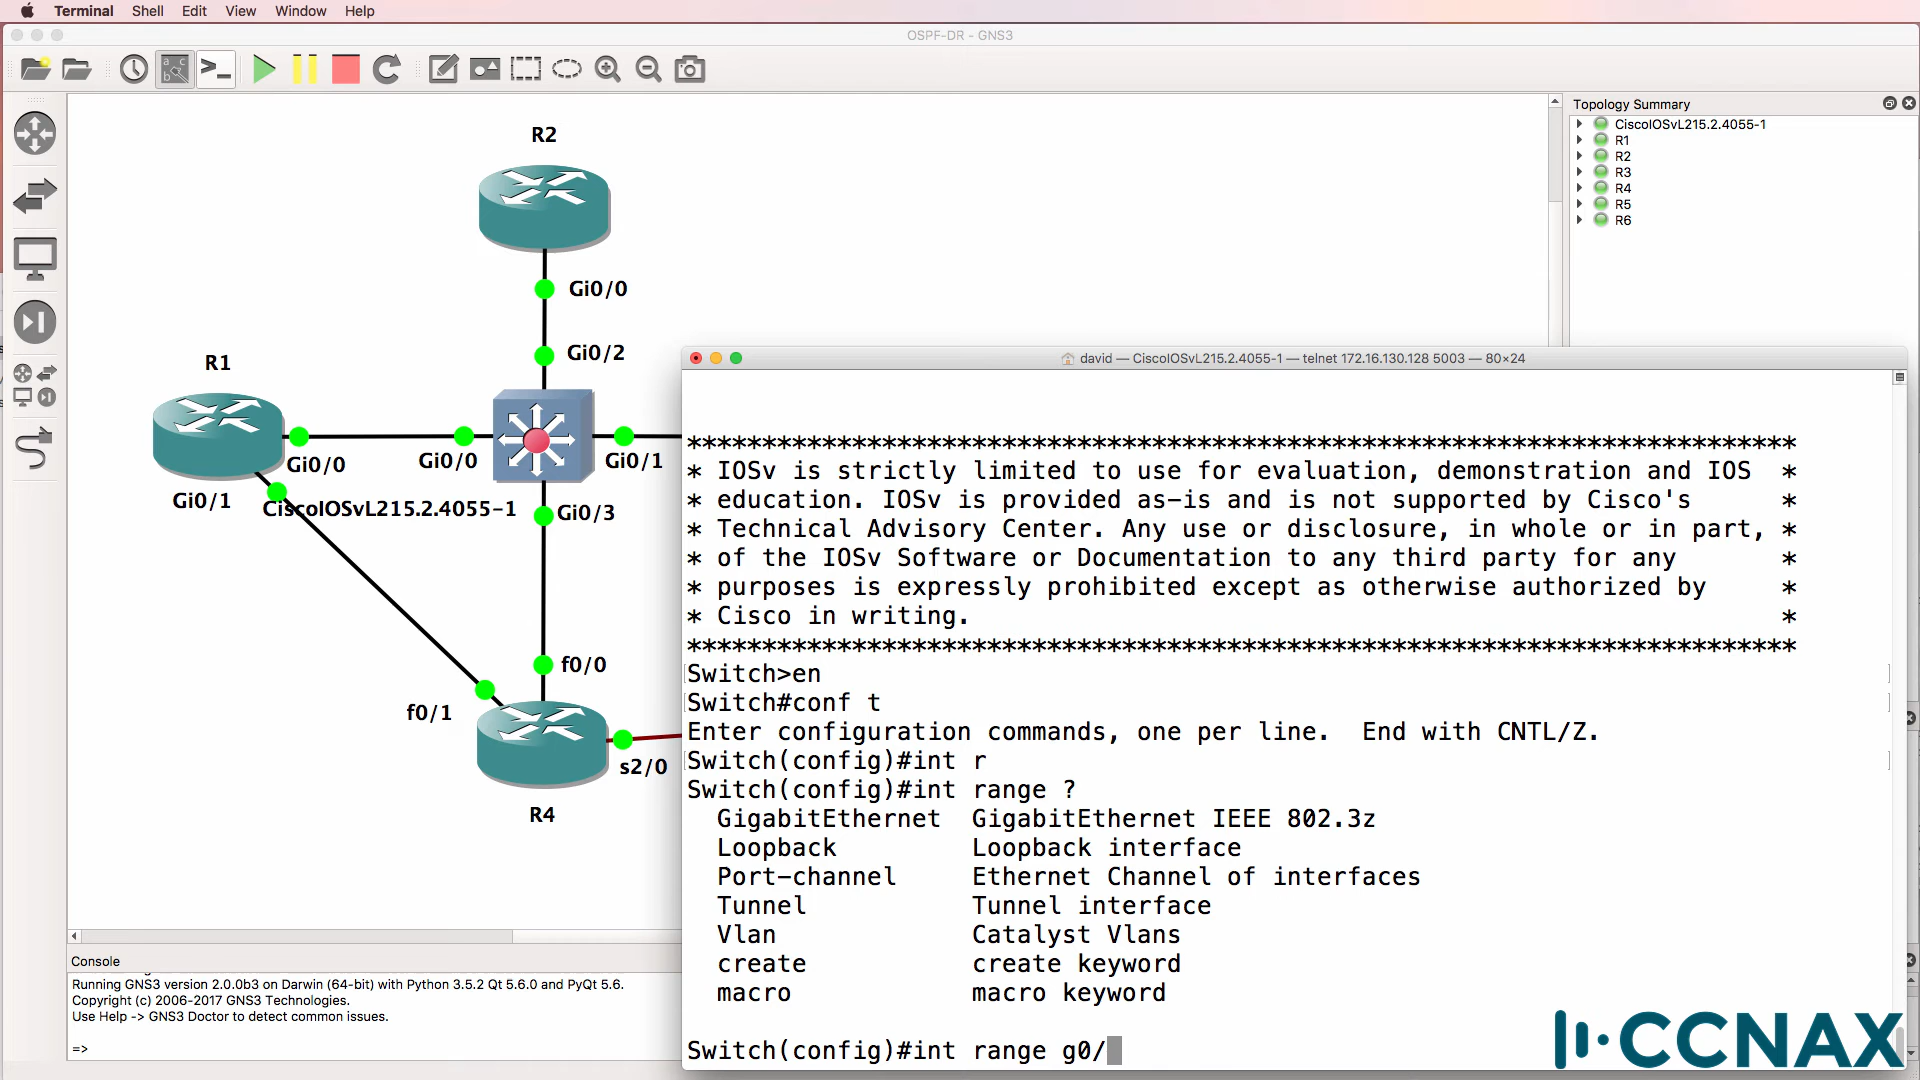 Terminal Shell Edit View Window Help
OSPF-DR - GNS3
Topology Summary
CiscoIOSvL215.2.4055-1
R1
R2
R3
R4
R5
R6
R2
Gi0/0
Gi0/2
R1
Gi0/0
Gi0/0
Gi0/1
Gi0/1
CiscoIOSvL215.2.4055-1
Gi0/3
f0/0
f0/1
s2/0
R4
david — CiscoIOSvL215.2.4055-1 — telnet 172.16.130.128 5003 — 80×24
**************************************************************************
* IOSv is strictly limited to use for evaluation, demonstration and IOS  *
* education. IOSv is provided as-is and is not supported by Cisco's      *
* Technical Advisory Center. Any use or disclosure, in whole or in part, *
* of the IOSv Software or Documentation to any third party for any       *
* purposes is expressly prohibited except as otherwise authorized by     *
* Cisco in writing.                                                      *
**************************************************************************
Switch>en
Switch#conf t
Enter configuration commands, one per line.  End with CNTL/Z.
Switch(config)#int r
Switch(config)#int range ?
  GigabitEthernet  GigabitEthernet IEEE 802.3z
  Loopback         Loopback interface
  Port-channel     Ethernet Channel of interfaces
  Tunnel           Tunnel interface
  Vlan             Catalyst Vlans
  create           create keyword
  macro            macro keyword
Switch(config)#int range g0/
Console
Running GNS3 version 2.0.0b3 on Darwin (64-bit) with Python 3.5.2 Qt 5.6.0 and PyQt 5.6.
Copyright (c) 2006-2017 GNS3 Technologies.
Use Help -> GNS3 Doctor to detect common issues.
=>
CCNAX